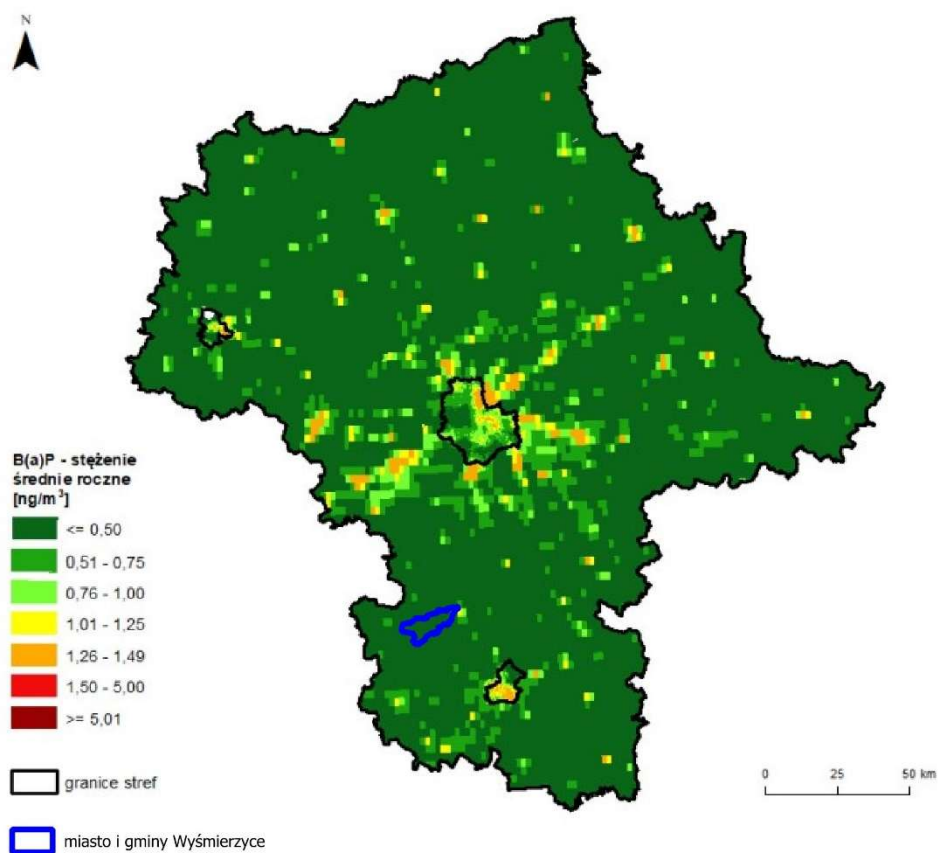 N
B(a)P - stężenie
średnie roczne
[ng/m³]
<= 0,50
0,51 - 0,75
0,76 - 1,00
1,01 - 1,25
1,26 - 1,49
1,50 - 5,00
>= 5,01
granice stref
miasto i gminy Wyśmierzyce
0 25 50 km